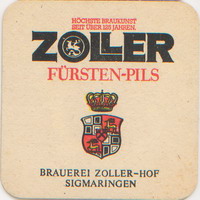 HÖCHSTE BRAUKUNST
SEIT ÜBER 125 JAHREN.
ZOLLER
FÜRSTEN-PILS
BRAUEREI ZOLLER-HOF
SIGMARINGEN